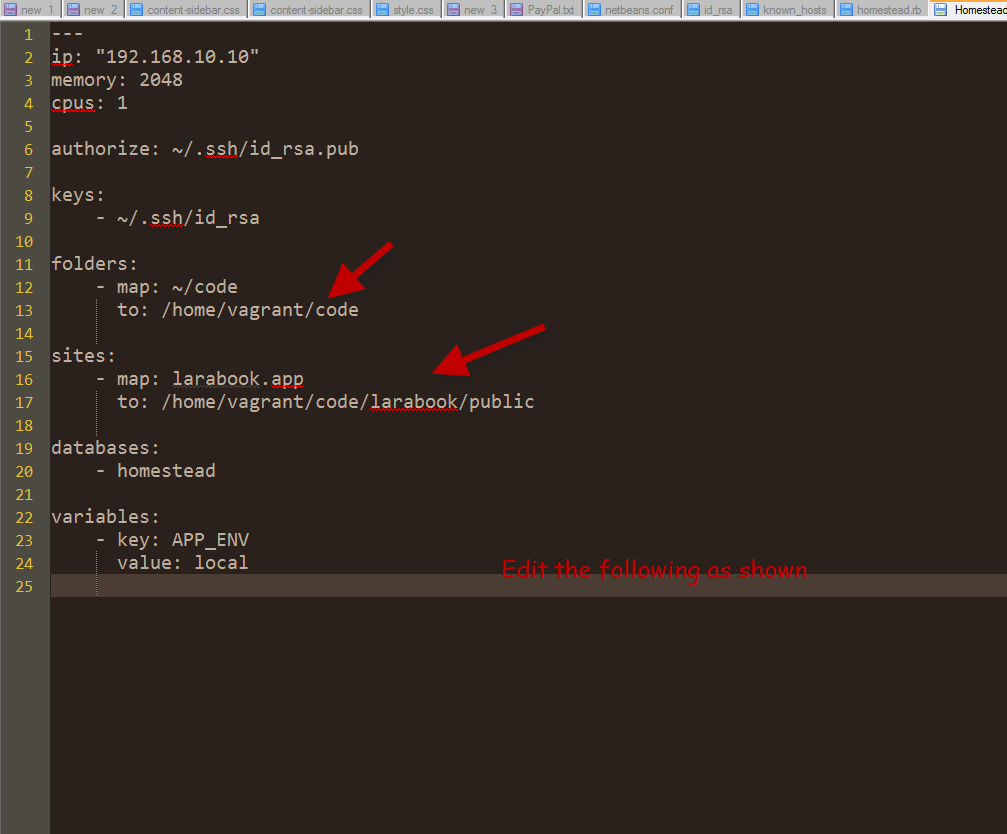 new 1 new 2 content-sidebar.css content-sidebar.css style.css new 3 PayPal.txt netbeans.conf id_rsa known_hosts homestead.rb Homestead
1 ---
2 ip: "192.168.10.10"
3 memory: 2048
4 cpus: 1
5
6 authorize: ~/.ssh/id_rsa.pub
7
8 keys:
9 - ~/.ssh/id_rsa
10
11 folders:
12 - map: ~/code
13 to: /home/vagrant/code
14
15 sites:
16 - map: larabook.app
17 to: /home/vagrant/code/larabook/public
18
19 databases:
20 - homestead
21
22 variables:
23 - key: APP_ENV
24 value: local
Edit the following as shown
25